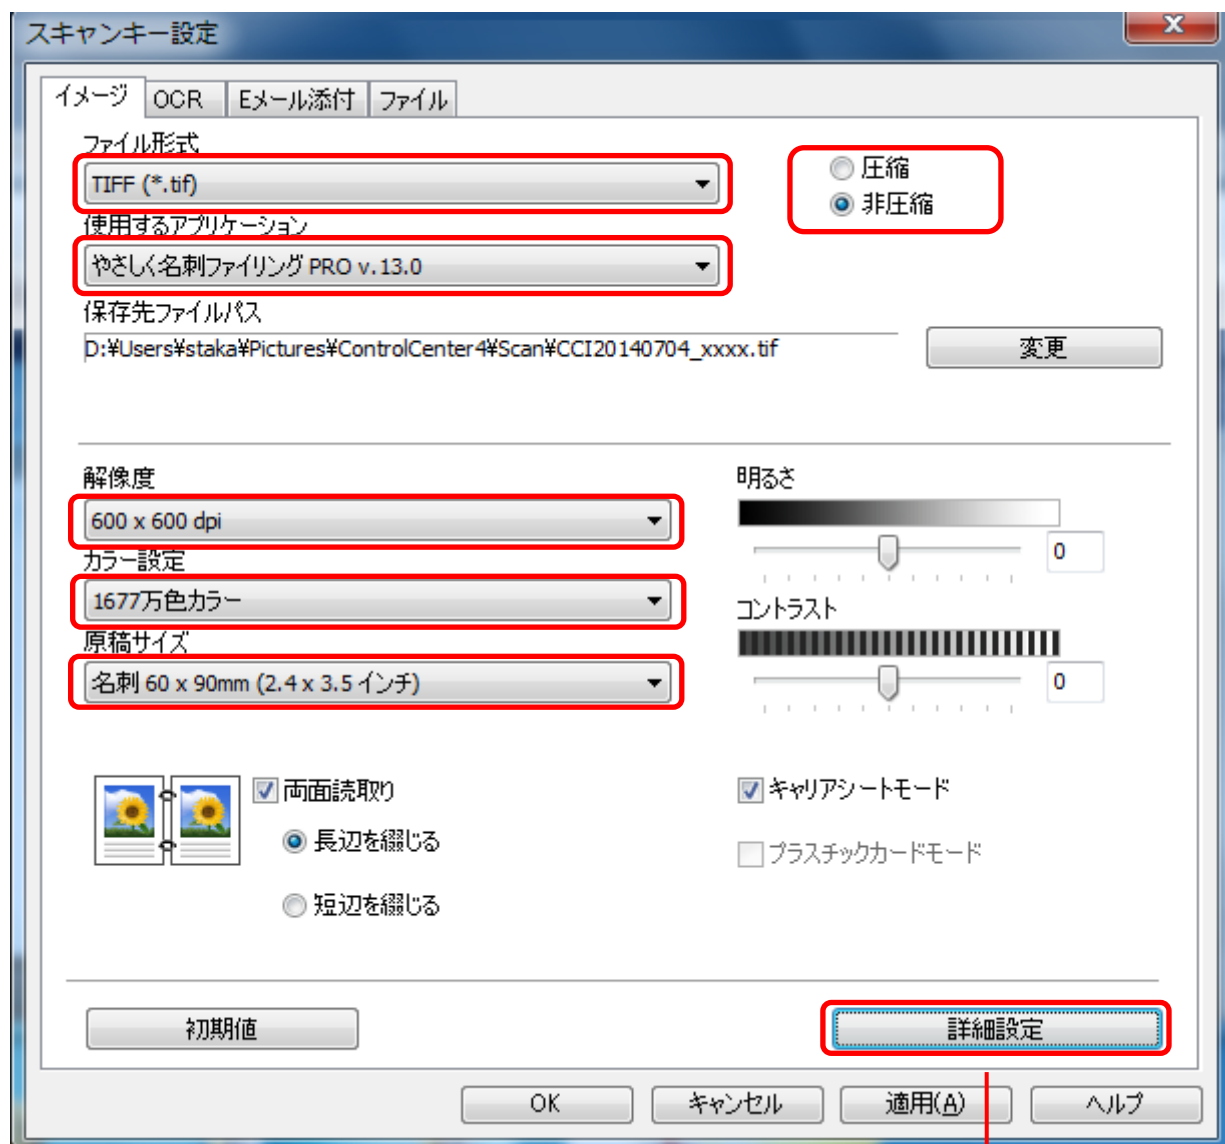 スキャンキー設定
イメージ OCR Eメール添付 ファイル
ファイル形式
TIFF (*.tif)
圧縮
非圧縮
使用するアプリケーション
やさしく名刺ファイリング PRO v.13.0
保存先ファイルパス
D:¥Users¥staka¥Pictures¥ControlCenter4¥Scan¥CCI20140704_xxxx.tif
変更
解像度
600 x 600 dpi
カラー設定
1677万色カラー
原稿サイズ
名刺 60 x 90mm (2.4 x 3.5 インチ)
明るさ
0
コントラスト
0
両面読取り
長辺を綴じる
短辺を綴じる
キャリアシートモード
プラスチックカードモード
初期値
詳細設定
OK キャンセル 適用(A) ヘルプ